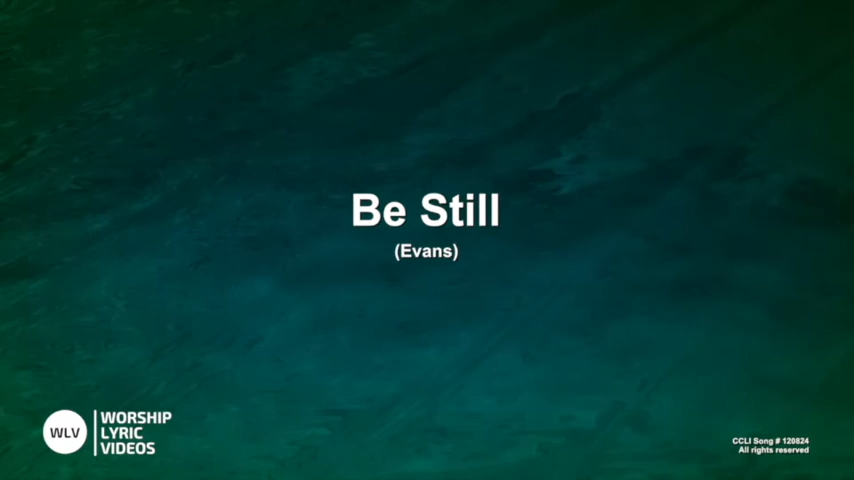 Be Still
(Evans)
WLV
WORSHIP
LYRIC
VIDEOS
CCLI Song # 120824
All rights reserved